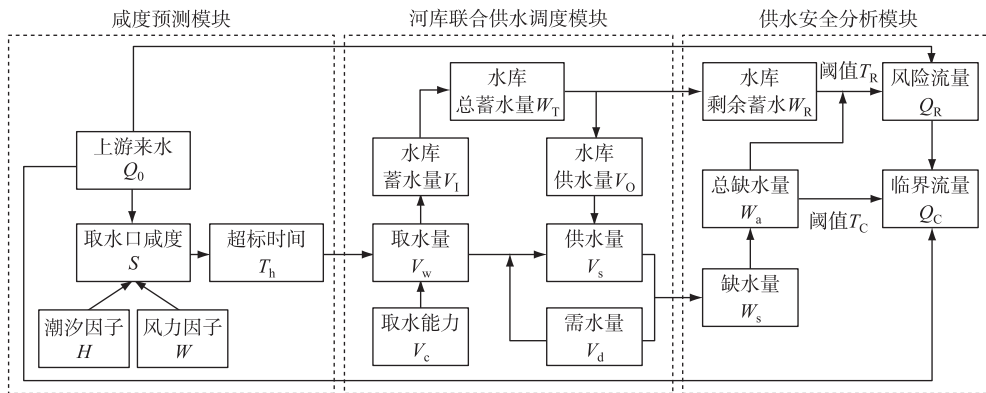 咸度预测模块
河库联合供水调度模块
供水安全分析模块
上游来水
Q₀
取水口咸度
S
超标时间
Tₕ
潮汐因子
H
风力因子
W
水库
总蓄水量W_T
水库
蓄水量V_I
水库
供水量V_O
取水量
V_w
供水量
V_s
取水能力
V_c
需水量
V_d
水库
剩余蓄水W_R
阈值T_R
风险流量
Q_R
总缺水量
W_a
阈值T_C
临界流量
Q_C
缺水量
W_s